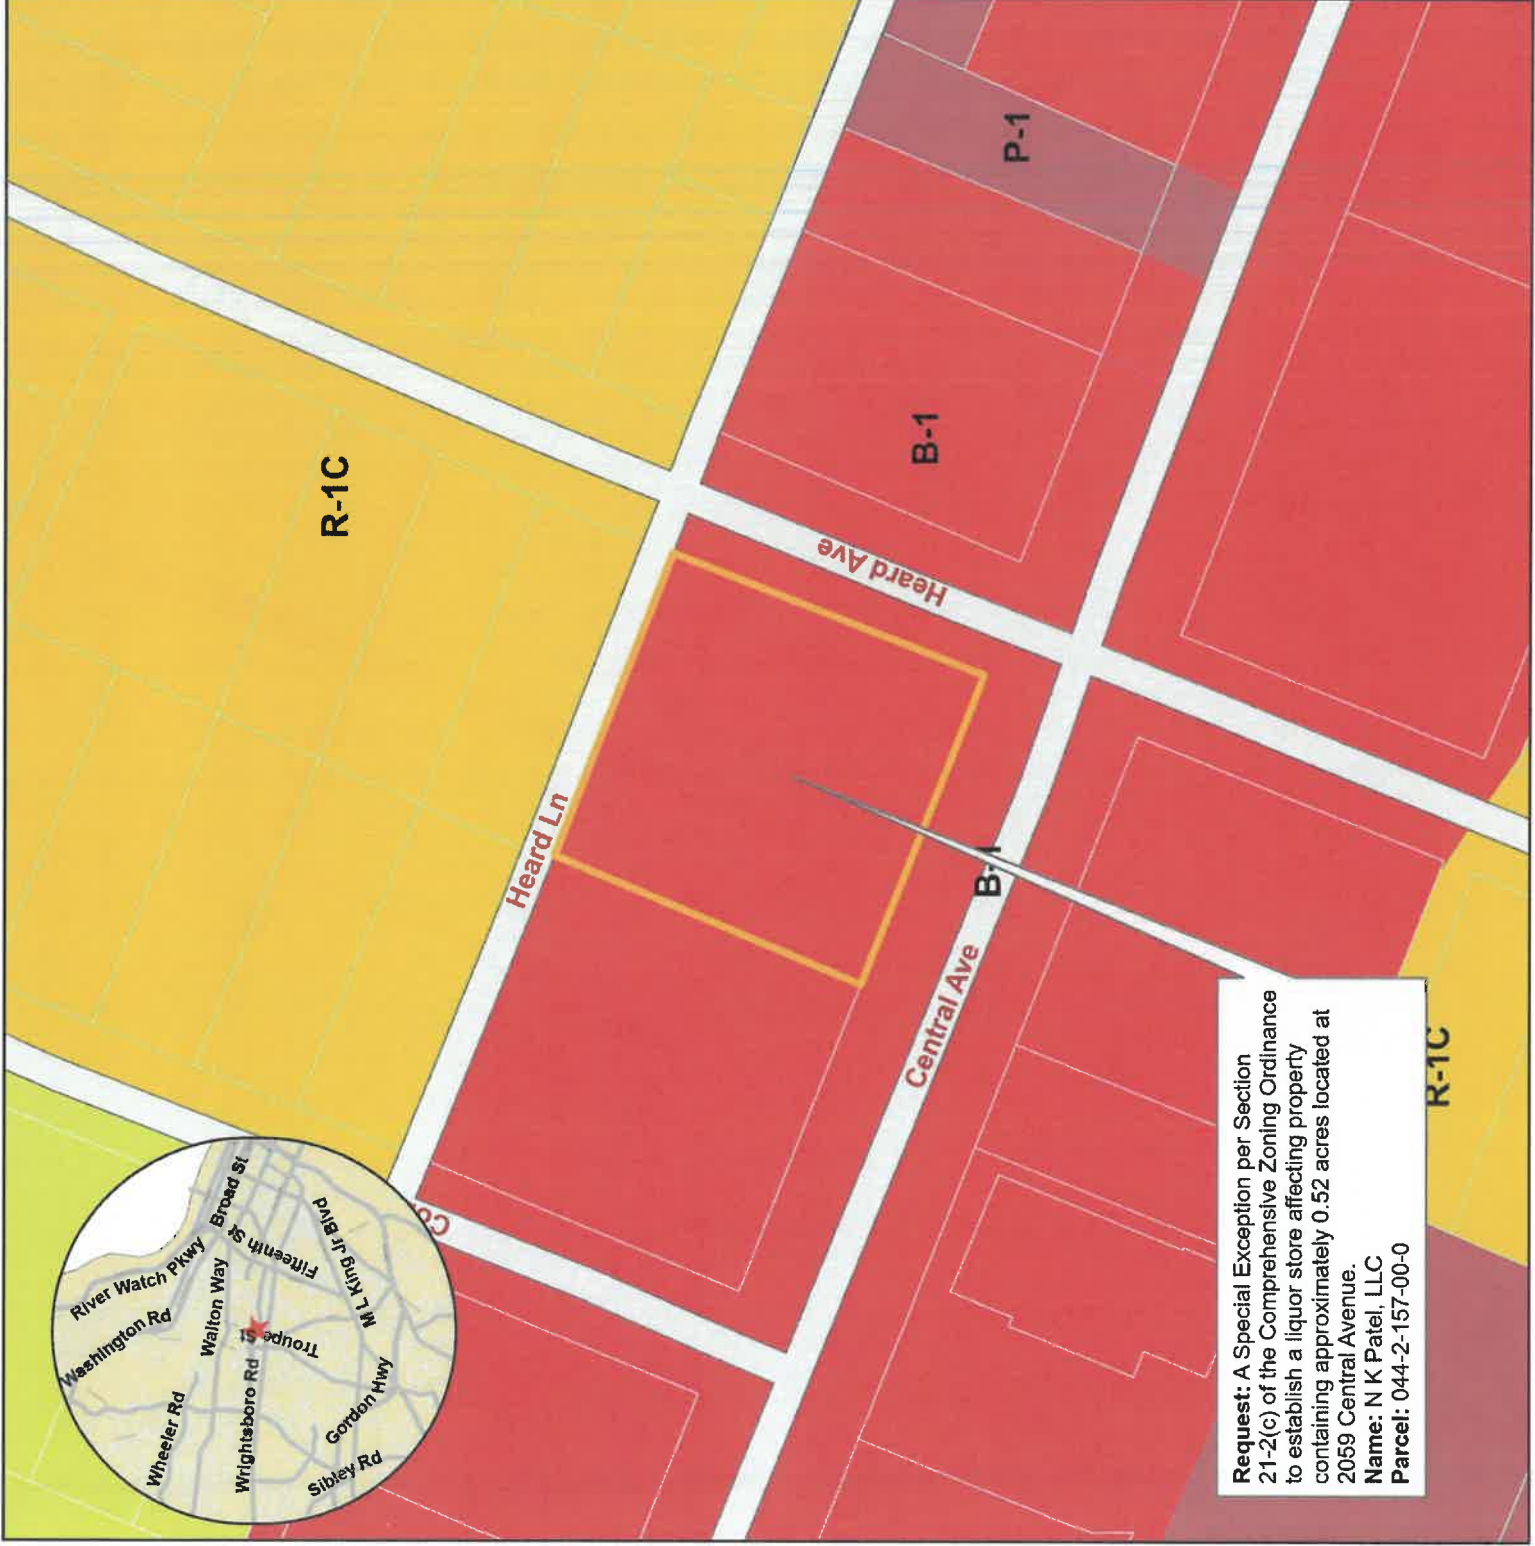 River Watch Pkwy
Washington Rd
Broad St
Walton Way
Fifteenth St
Wheeler Rd
Wrightsboro Rd
Troupe St
M L King Jr Blvd
Gordon Hwy
Sibley Rd
R-1C
Heard Ln
Heard Ave
B-1
P-1
Central Ave
B-1
R-1C
Request: A Special Exception per Section
21-2(c) of the Comprehensive Zoning Ordinance
to establish a liquor store affecting property
containing approximately 0.52 acres located at
2059 Central Avenue.
Name: N K Patel, LLC
Parcel: 044-2-157-00-0